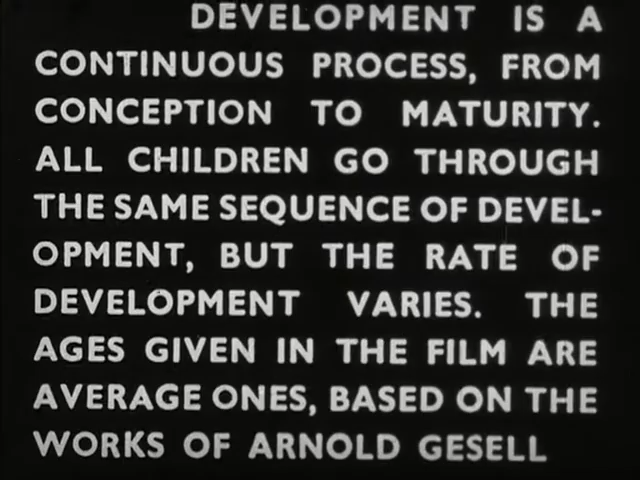 DEVELOPMENT IS A
CONTINUOUS PROCESS, FROM
CONCEPTION TO MATURITY.
ALL CHILDREN GO THROUGH
THE SAME SEQUENCE OF DEVEL-
OPMENT, BUT THE RATE OF
DEVELOPMENT VARIES. THE
AGES GIVEN IN THE FILM ARE
AVERAGE ONES, BASED ON THE
WORKS OF ARNOLD GESELL